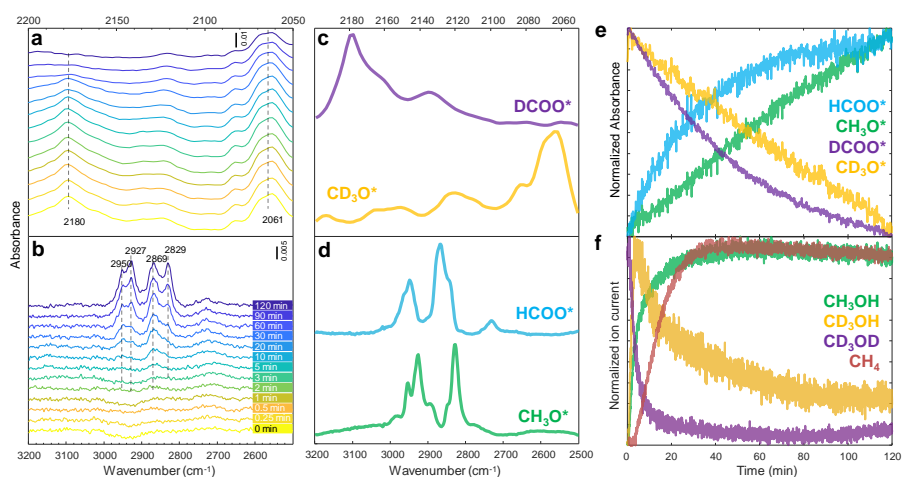 2200 2150 2100 2050
a
0.01
2180
2061
Absorbance
b
2950
2927
2869
2829
0.005
120 min
90 min
60 min
30 min
20 min
10 min
5 min
3 min
2 min
1 min
0.5 min
0.25 min
0 min
3200 3100 3000 2900 2800 2700 2600
Wavenumber (cm⁻¹)
2180 2160 2140 2120 2100 2080 2060
c
DCOO*
CD₃O*
d
HCOO*
CH₃O*
3200 3100 3000 2900 2800 2700 2600 2500
Wavenumber (cm⁻¹)
e
Normalized Absorbance
HCOO*
CH₃O*
DCOO*
CD₃O*
f
Normalized ion current
CH₃OH
CD₃OH
CD₃OD
CH₄
0 20 40 60 80 100 120
Time (min)